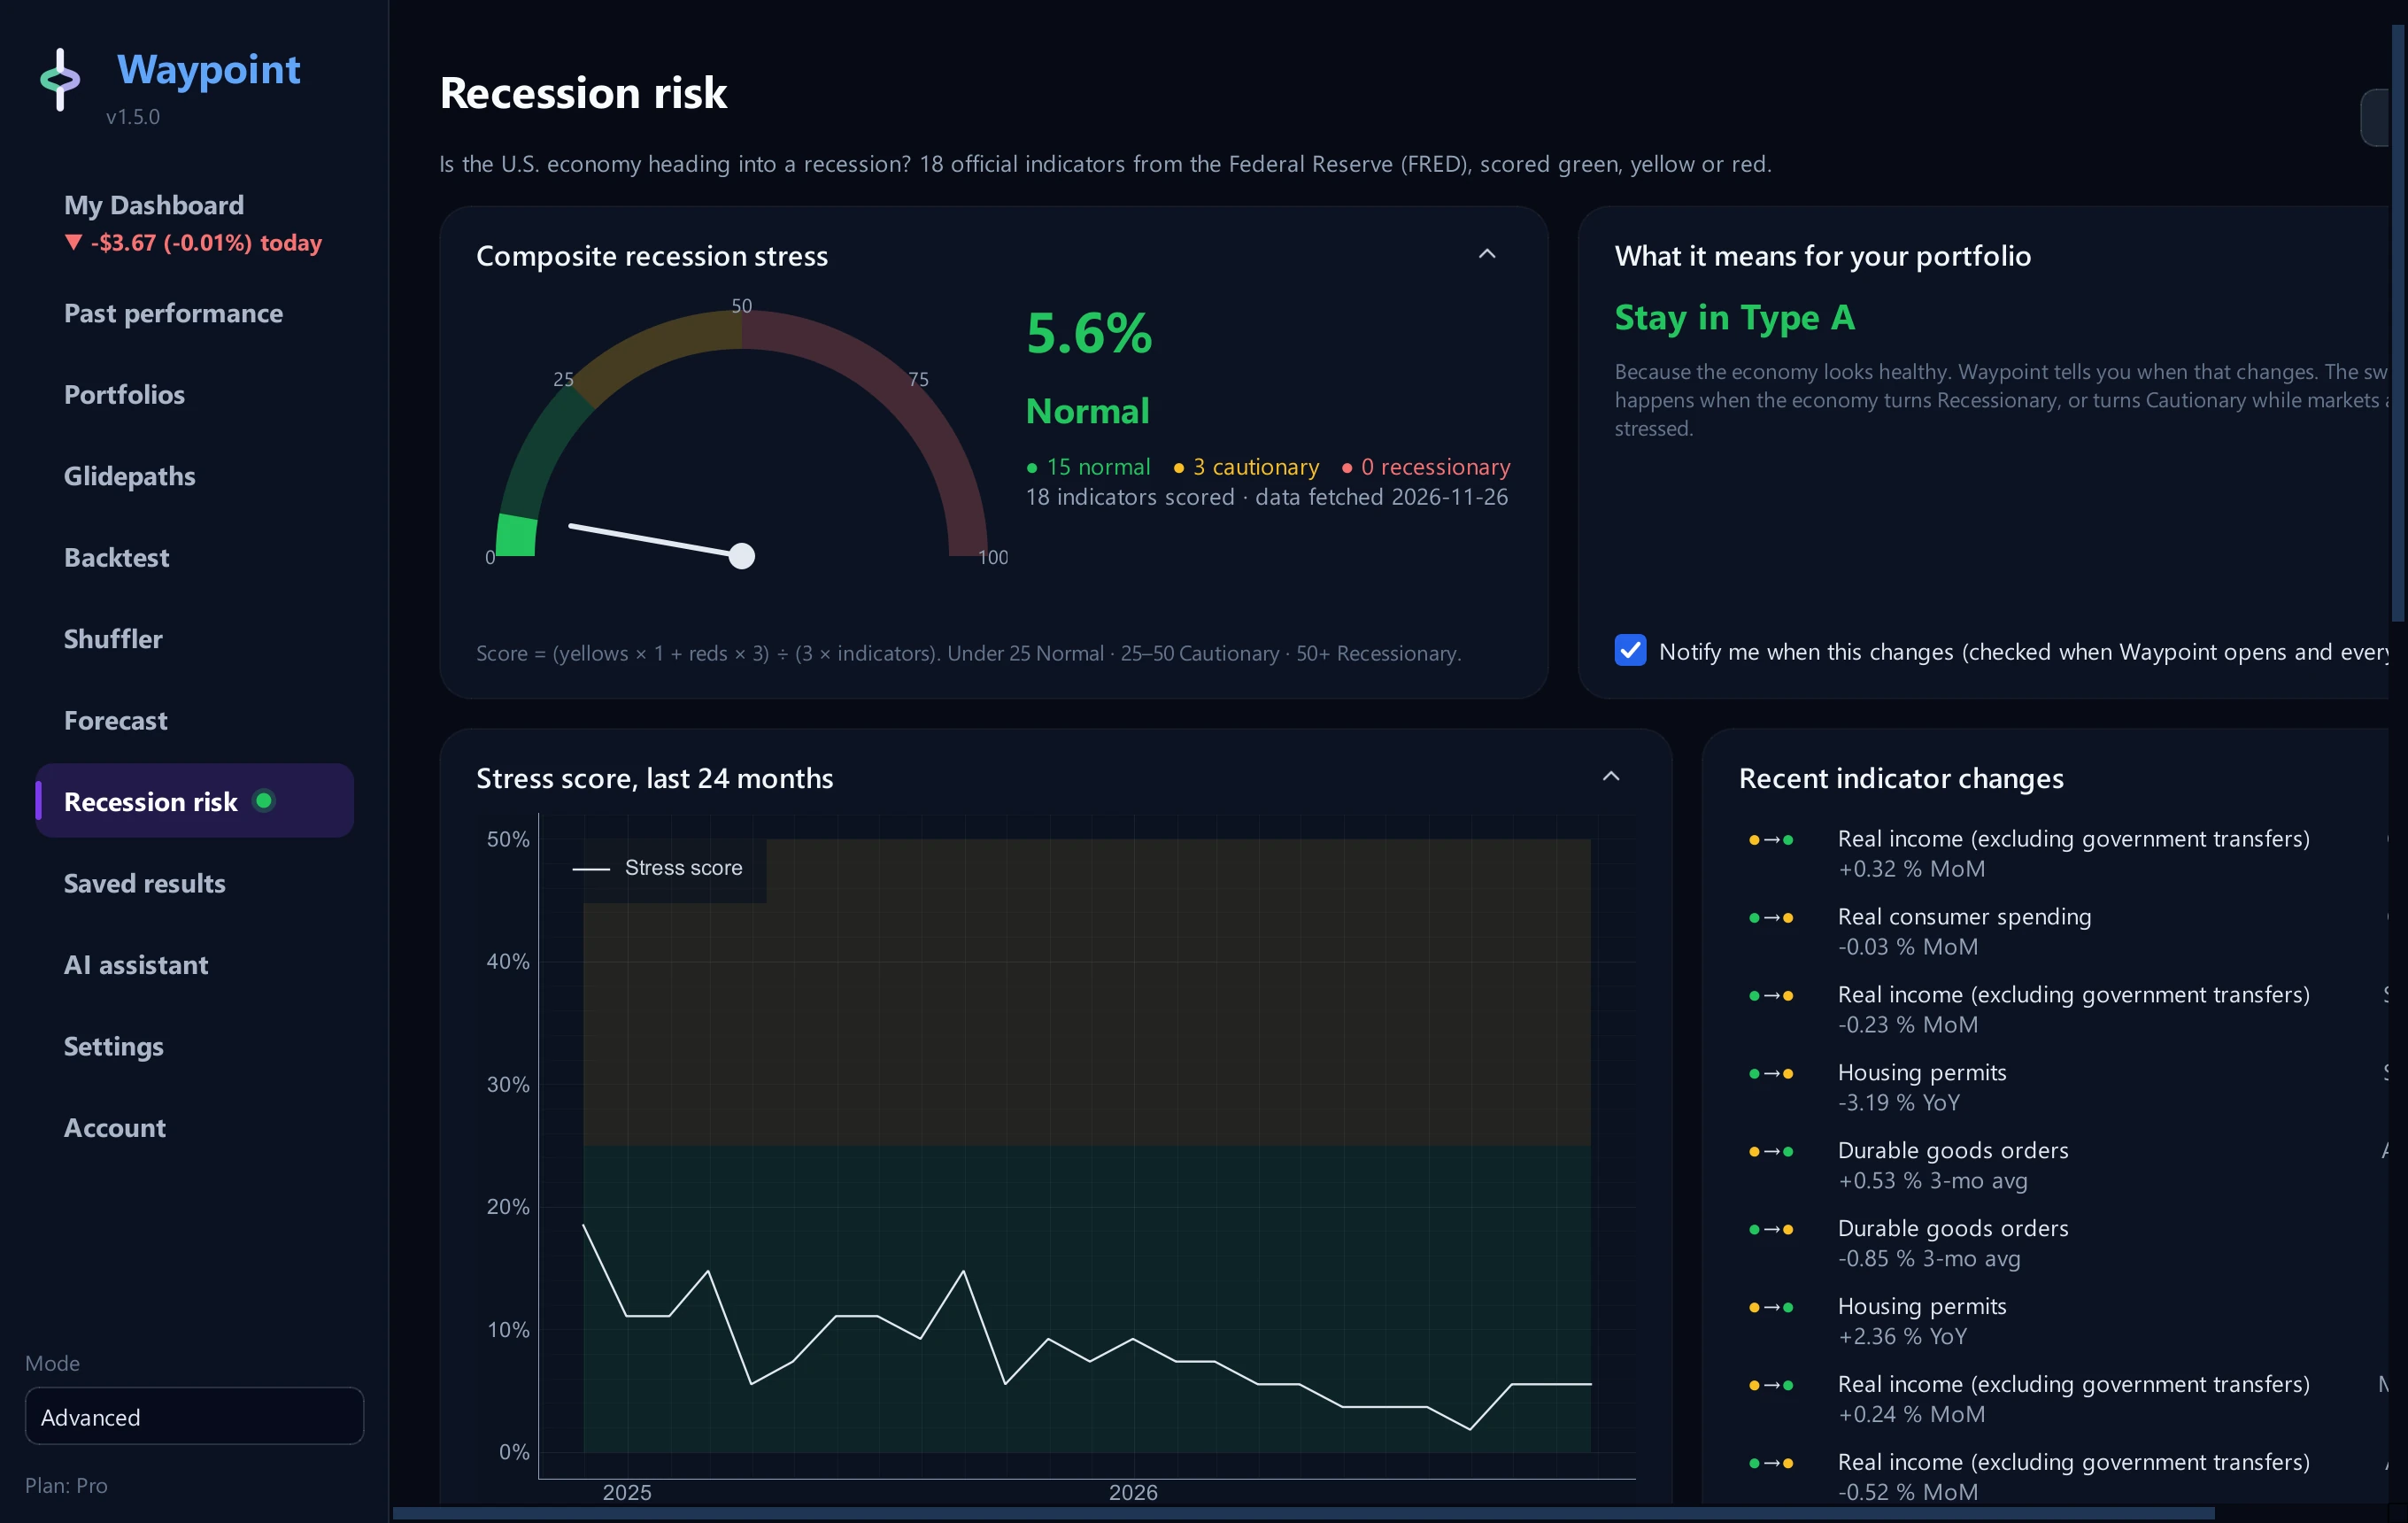 Waypoint
v1.5.0
My Dashboard
▼ -$3.67 (-0.01%) today
Past performance
Portfolios
Glidepaths
Backtest
Shuffler
Forecast
Recession risk
Saved results
AI assistant
Settings
Account
Mode
Advanced
Plan: Pro
Recession risk
Is the U.S. economy heading into a recession? 18 official indicators from the Federal Reserve (FRED), scored green, yellow or red.
Composite recession stress
0
25
50
75
100
5.6%
Normal
● 15 normal ● 3 cautionary ● 0 recessionary
18 indicators scored · data fetched 2026-11-26
Score = (yellows × 1 + reds × 3) ÷ (3 × indicators). Under 25 Normal · 25–50 Cautionary · 50+ Recessionary.
What it means for your portfolio
Stay in Type A
Because the economy looks healthy. Waypoint tells you when that changes. The
happens when the economy turns Recessionary, or turns Cautionary while markets
stressed.
Notify me when this changes (checked when Waypoint opens and every
Stress score, last 24 months
Stress score
50%
40%
30%
20%
10%
0%
2025
2026
Recent indicator changes
●→● Real income (excluding government transfers)
+0.32 % MoM
●→● Real consumer spending
-0.03 % MoM
●→● Real income (excluding government transfers)
-0.23 % MoM
●→● Housing permits
-3.19 % YoY
●→● Durable goods orders
+0.53 % 3-mo avg
●→● Durable goods orders
-0.85 % 3-mo avg
●→● Housing permits
+2.36 % YoY
●→● Real income (excluding government transfers)
+0.24 % MoM
●→● Real income (excluding government transfers)
-0.52 % MoM